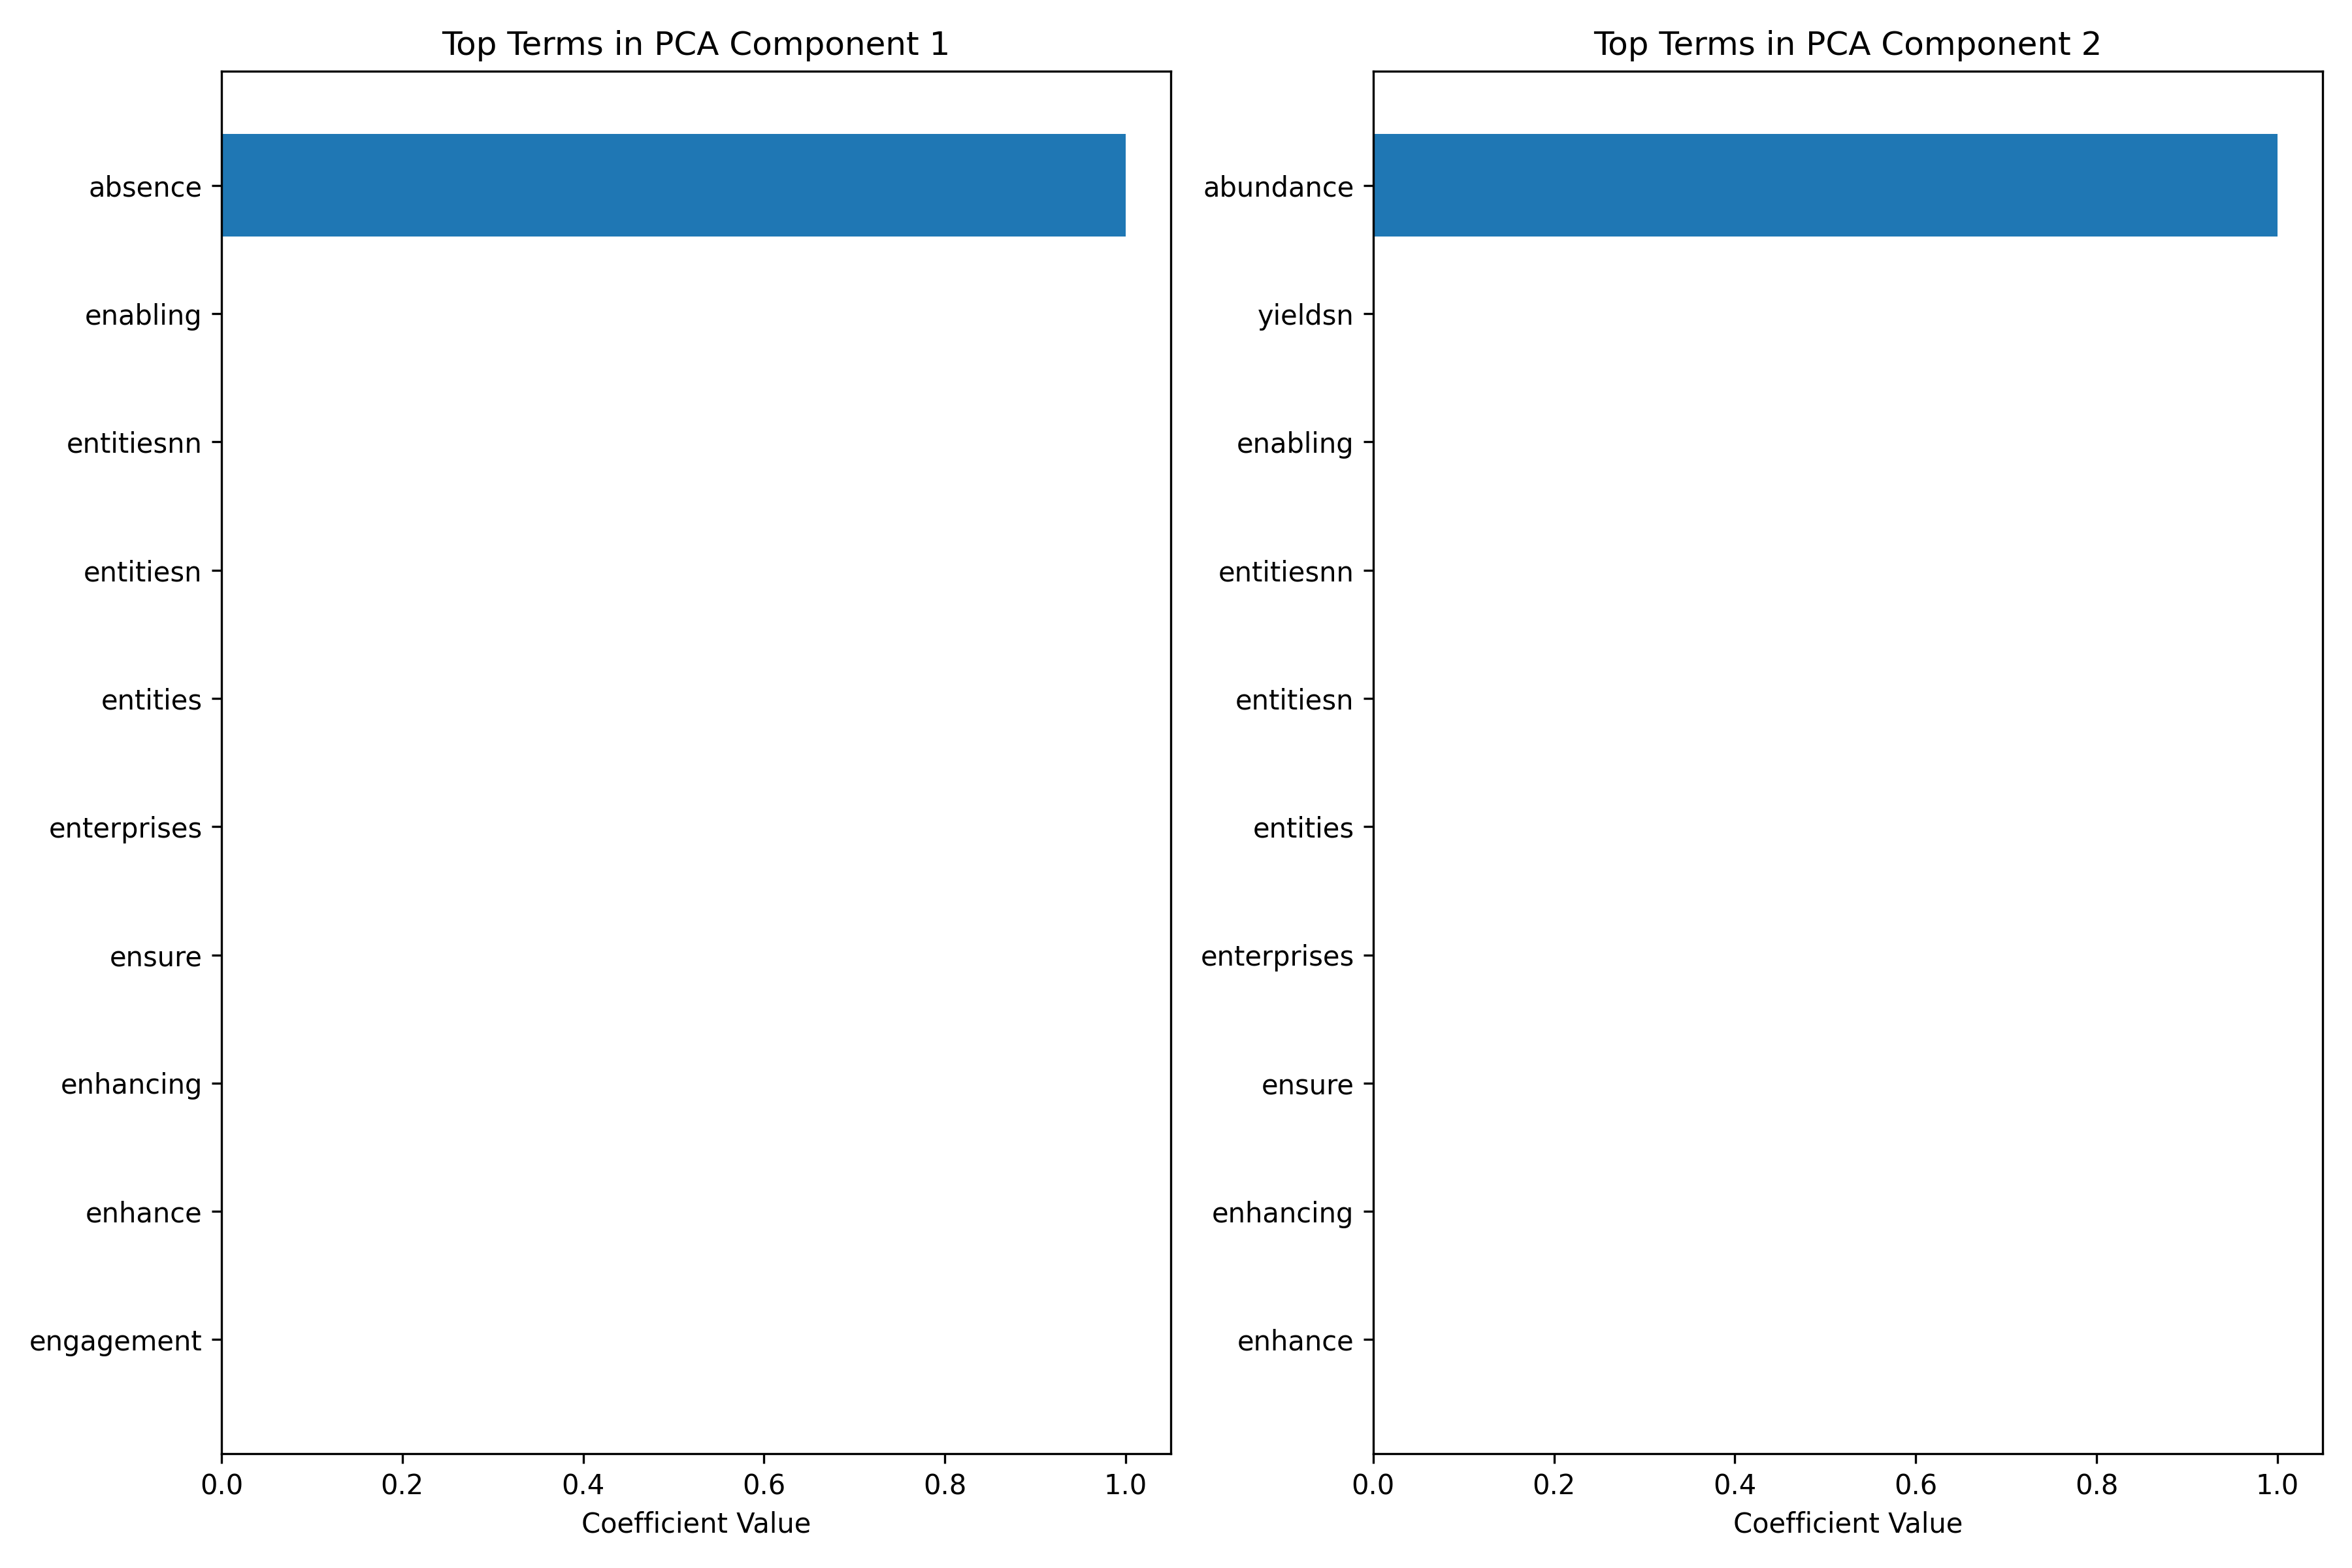 Top Terms in PCA Component 1
absence
enabling
entitiesnn
entitiesn
entities
enterprises
ensure
enhancing
enhance
engagement
0.0 0.2 0.4 0.6 0.8 1.0
Coefficient Value
Top Terms in PCA Component 2
abundance
yieldsn
enabling
entitiesnn
entitiesn
entities
enterprises
ensure
enhancing
enhance
0.0 0.2 0.4 0.6 0.8 1.0
Coefficient Value